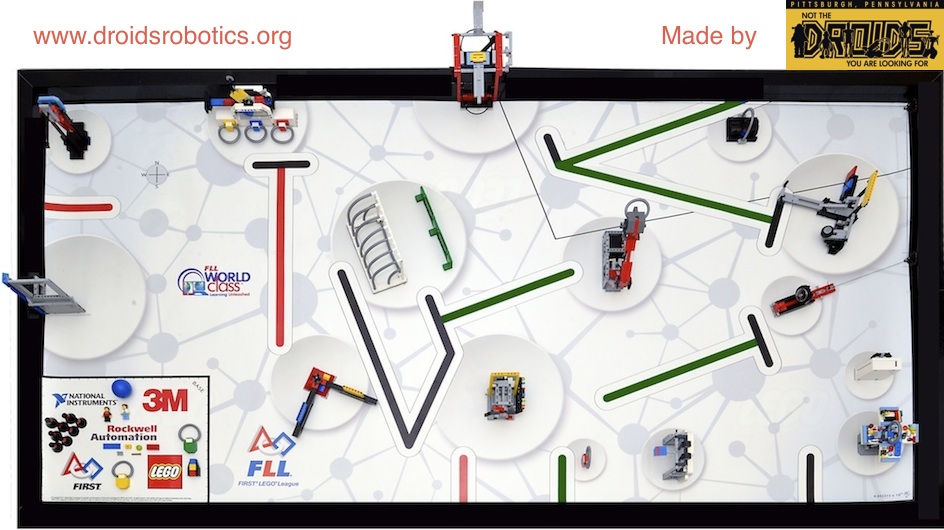 PITTSBURGH, PENNSYLVANIA
www.droidsrobotics.org
Made by
NOT THE
DROIDS
YOU ARE LOOKING FOR
N
W E
S
FLL
WORLD
CLASS
Learning Unleashed
BASE
NATIONAL
INSTRUMENTS
3M
Rockwell
Automation
FIRST
LEGO
FLL
FIRST LEGO League